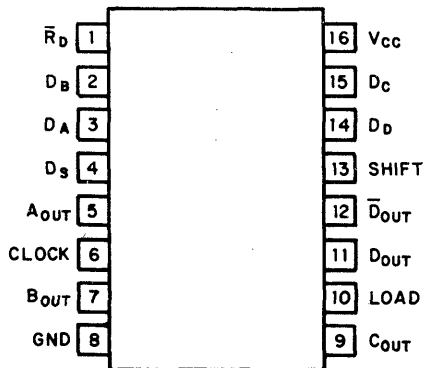 R̄D 1 16 VCC
DB 2 15 DC
DA 3 14 DD
DS 4 13 SHIFT
AOUT 5 12 D̄OUT
CLOCK 6 11 DOUT
BOUT 7 10 LOAD
GND 8 9 COUT